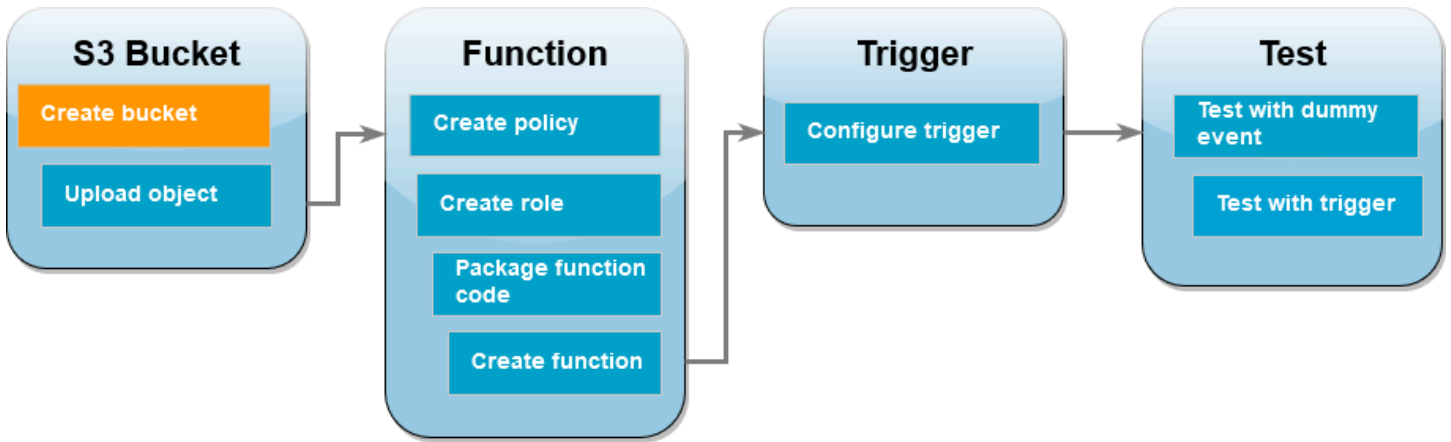 S3 Bucket
Create bucket
Upload object
Function
Create policy
Create role
Package function
code
Create function
Trigger
Configure trigger
Test
Test with dummy
event
Test with trigger